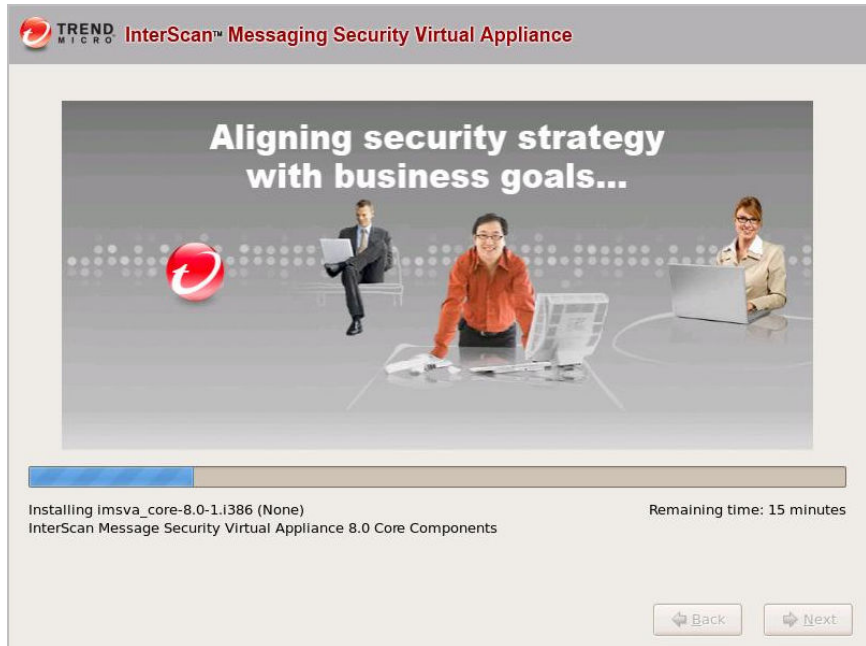 TREND MICRO InterScan™ Messaging Security Virtual Appliance
Aligning security strategy
with business goals...
Installing imsva_core-8.0-1.i386 (None)
Remaining time: 15 minutes
InterScan Message Security Virtual Appliance 8.0 Core Components
Back
Next